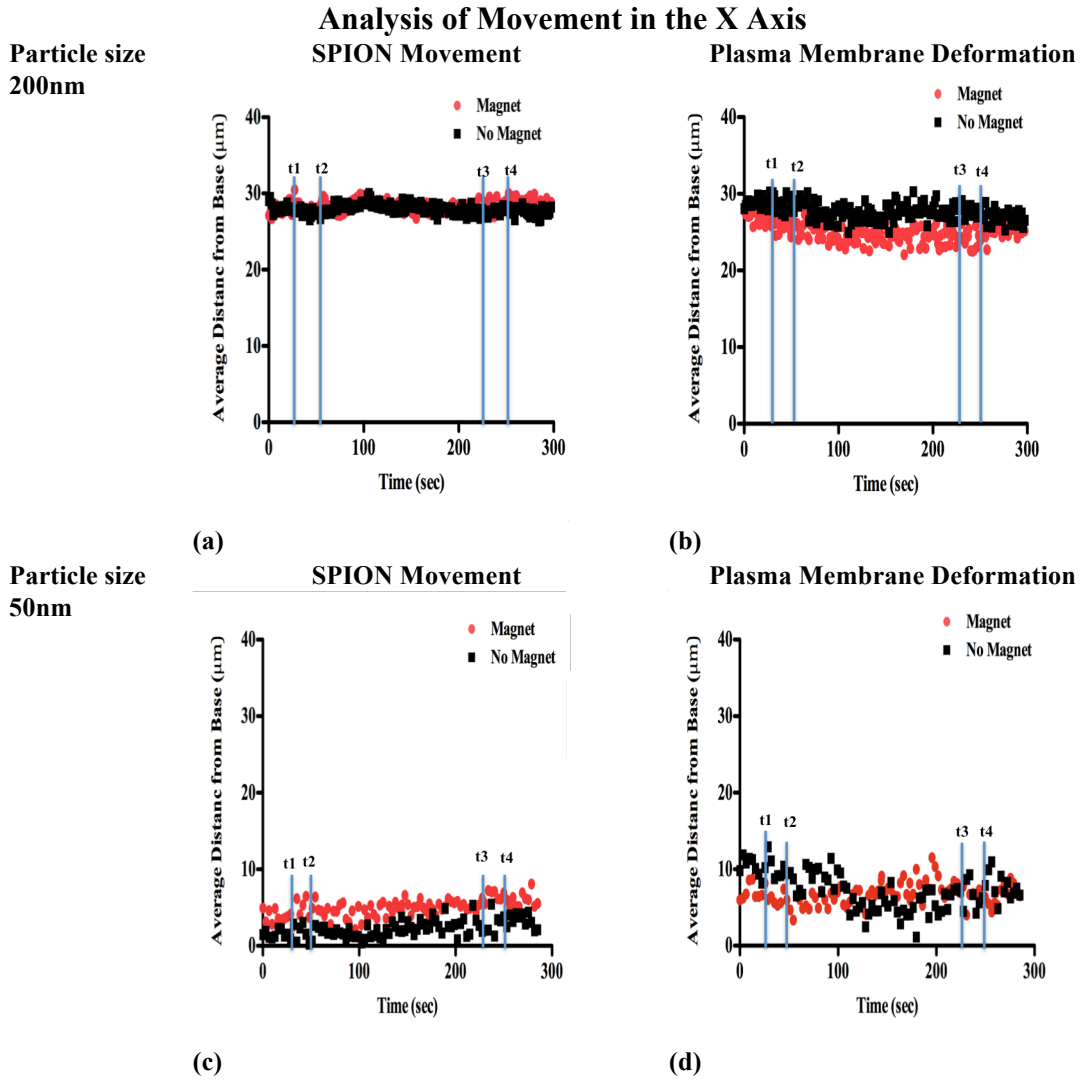 Analysis of Movement in the X Axis
Particle size
200nm
SPION Movement
Plasma Membrane Deformation
Magnet
No Magnet
Average Distanc from Base (μm)
40
30
20
10
0
t1 t2 t3 t4
0 100 200 300
Time (sec)
(a)
Magnet
No Magnet
Average Distanc from Base (μm)
40
30
20
10
0
t1 t2 t3 t4
0 100 200 300
Time (sec)
(b)
Particle size
50nm
SPION Movement
Plasma Membrane Deformation
Magnet
No Magnet
Average Distanc from Base (μm)
40
30
20
10
0
t1 t2 t3 t4
0 100 200 300
Time (sec)
(c)
Magnet
No Magnet
Average Distanc from Base (μm)
40
30
20
10
0
t1 t2 t3 t4
0 100 200 300
Time (sec)
(d)